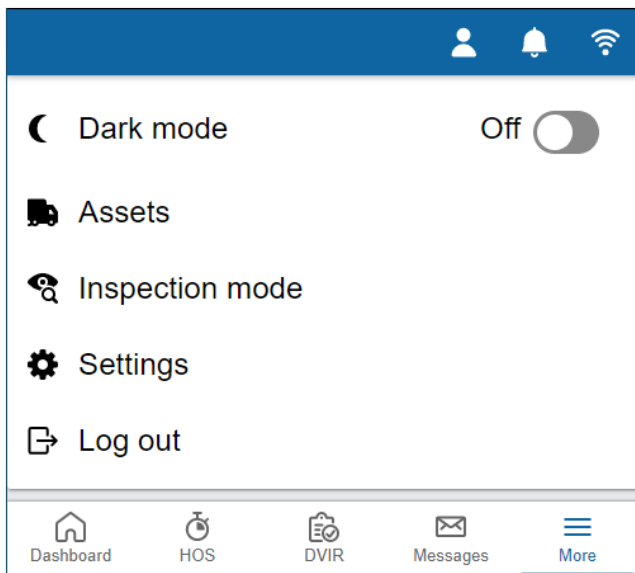 Dark mode Off
Assets
Inspection mode
Settings
Log out
Dashboard HOS DVIR Messages More